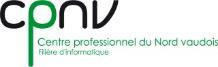 cpnv
Centre professionnel du Nord vaudois
Filière d'informatique